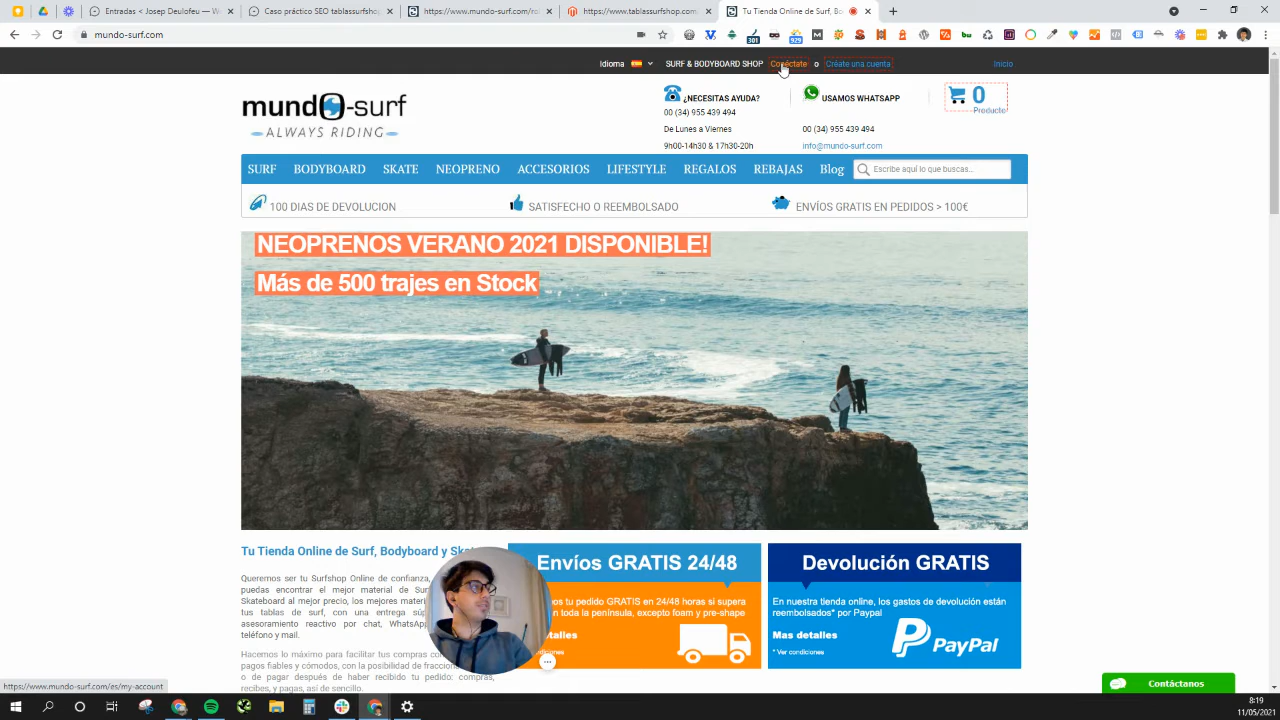 Entradas < Josep Deulofeu — W
Caso práctico SEO tablassurfsho
https://www.tablassurfshop.com/
https://www.tablassurfshop.com
Tu Tienda Online de Surf, Bo
mundo-surf.com
301
929
Idioma
SURF & BODYBOARD SHOP
Conéctate o Créate una cuenta
Inicio
mundo-surf
ALWAYS RIDING
¿NECESITAS AYUDA?
00 (34) 955 439 494
De Lunes a Viernes
9h00-14h30 & 17h30-20h
USAMOS WHATSAPP
00 (34) 955 439 494
info@mundo-surf.com
0
Producto
SURF BODYBOARD SKATE NEOPRENO ACCESORIOS LIFESTYLE REGALOS REBAJAS Blog
Escribe aquí lo que buscas...
100 DIAS DE DEVOLUCION
SATISFECHO O REEMBOLSADO
ENVÍOS GRATIS EN PEDIDOS > 100€
NEOPRENOS VERANO 2021 DISPONIBLE!
Más de 500 trajes en Stock
Tu Tienda Online de Surf, Bodyboard y Ska
Queremos ser tu Surfshop Online de confianza,
puedas encontrar el mejor material de Surf,
Skateboard al mejor precio, los mejores materi
tus tablas de surf, con una entrega
asesoramiento reactivo por chat, WhatsApp
teléfono y mail.
Hacemos lo máximo para facilitar tus compras
pagos fiables y cómodos, con la posibilidad de fraccion
o de pagar después de haber recibido tu pedido: compras,
recibes, y pagas, así de sencillo.
Envíos GRATIS 24/48
tu pedido GRATIS en 24/48 horas si supera
toda la península, excepto foam y pre-shape
Devolución GRATIS
En nuestra tienda online, los gastos de devolución están
reembolsados* por Paypal
Mas detalles
* Ver condiciones
PayPal
https://www.mundo-surf.com/es/my-account
Contáctanos
8:19
11/05/2021